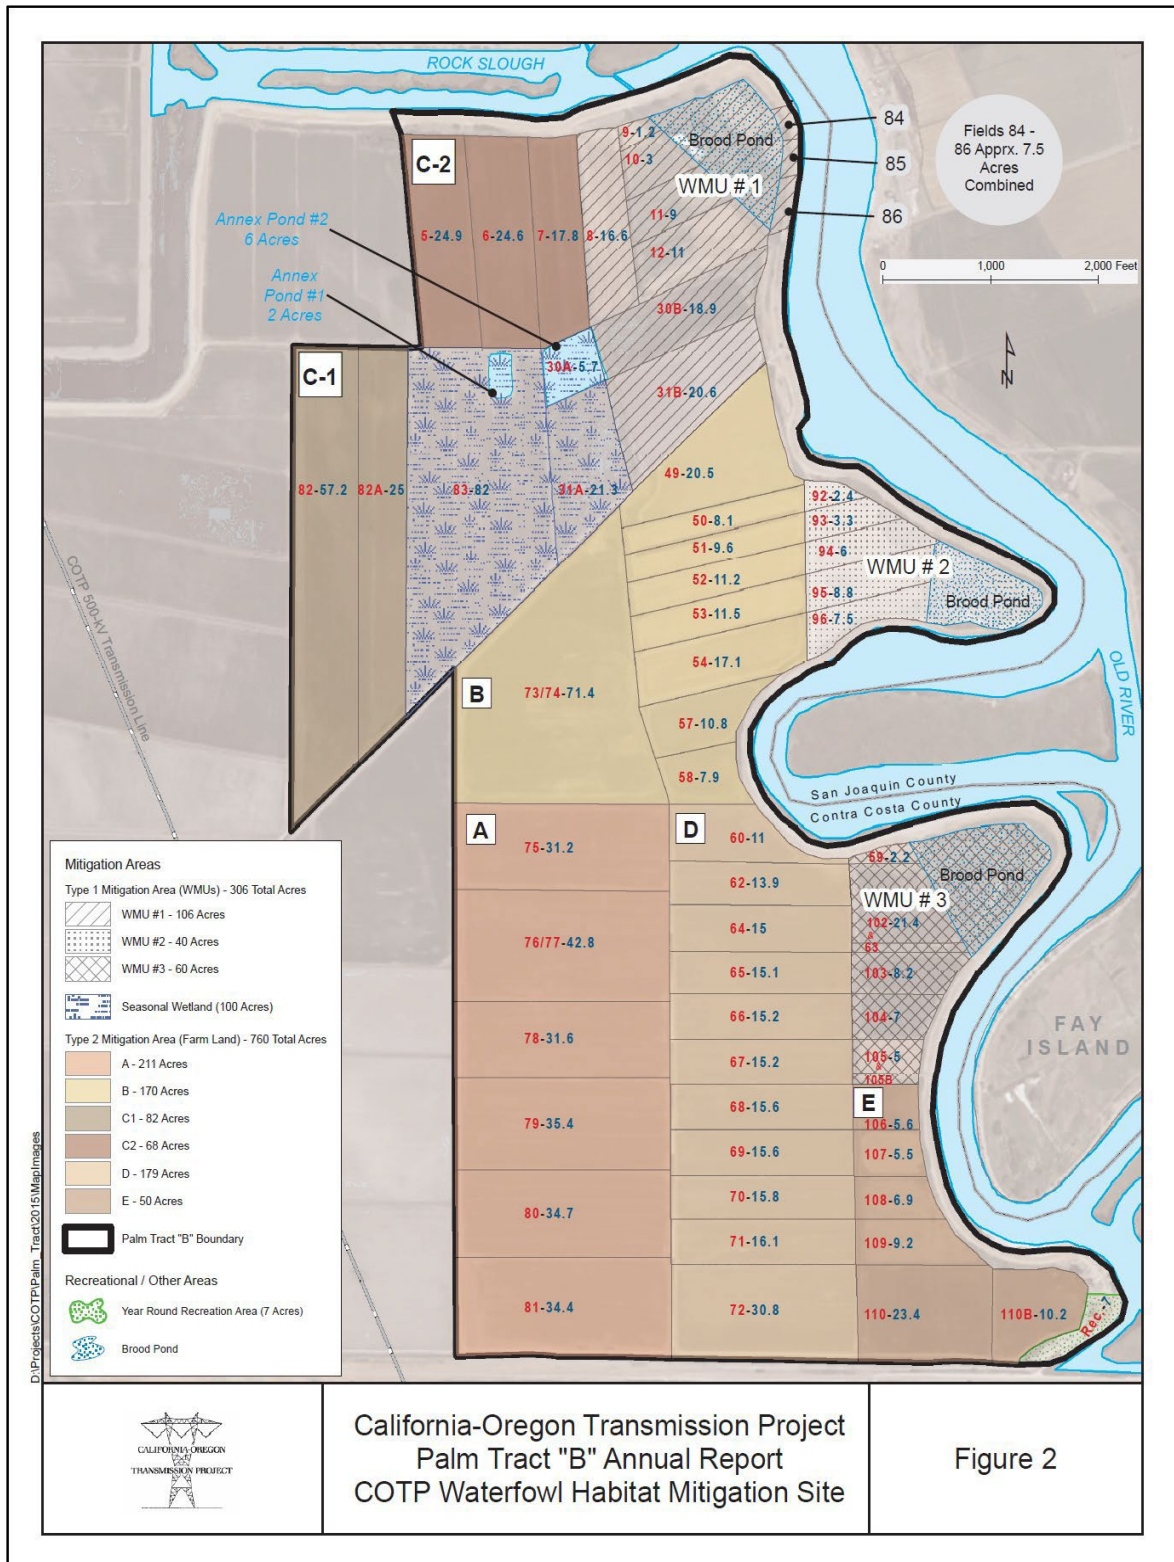 ROCK SLOUGH
84
85
86
Fields 84 -
86 Apprx. 7.5
Acres
Combined
0
1,000
2,000 Feet
N
C-2
9-1.2
10-3
Brood Pond
WMU # 1
11-9
12-11
5-24.9
6-24.6
7-17.8
8-16.6
Annex Pond #2
6 Acres
Annex
Pond #1
2 Acres
30B-18.9
30A-5.7
31B-20.6
C-1
82-57.2
82A-25
83-82
31A-21.3
49-20.5
50-8.1
51-9.6
52-11.2
53-11.5
54-17.1
57-10.8
58-7.9
92-2.4
93-3.3
94-6
95-8.8
96-7.5
WMU # 2
Brood Pond
OLD RIVER
COTP 500-kV Transmission Line
B
73/74-71.4
San Joaquin County
Contra Costa County
A
75-31.2
76/77-42.8
78-31.6
79-35.4
80-34.7
81-34.4
D
60-11
62-13.9
64-15
65-15.1
66-15.2
67-15.2
68-15.6
69-15.6
70-15.8
71-16.1
72-30.8
59-2.2
Brood Pond
WMU # 3
102-21.4
&
63
103-8.2
104-7
105-5
&
105B
E
106-5.6
107-5.5
108-6.9
109-9.2
110-23.4
110B-10.2
Rec.-7
FAY
ISLAND
Mitigation Areas
Type 1 Mitigation Area (WMUs) - 306 Total Acres
WMU #1 - 106 Acres
WMU #2 - 40 Acres
WMU #3 - 60 Acres
Seasonal Wetland (100 Acres)
Type 2 Mitigation Area (Farm Land) - 760 Total Acres
A - 211 Acres
B - 170 Acres
C1 - 82 Acres
C2 - 68 Acres
D - 179 Acres
E - 50 Acres
Palm Tract "B" Boundary
Recreational / Other Areas
Year Round Recreation Area (7 Acres)
Brood Pond
D:\Projects\COTP\Palm_Tract\2015\MapImages
CALIFORNIA-OREGON
TRANSMISSION PROJECT
California-Oregon Transmission Project
Palm Tract "B" Annual Report
COTP Waterfowl Habitat Mitigation Site
Figure 2